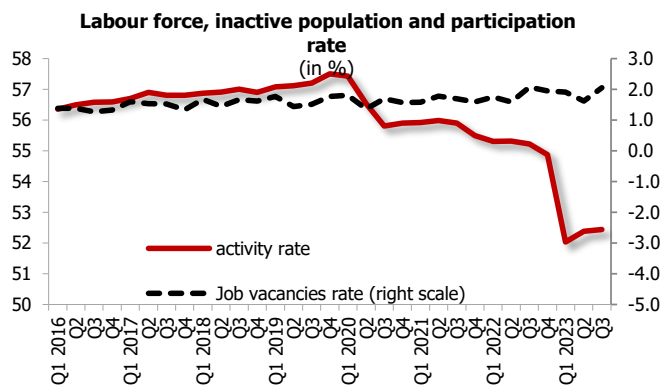 Labour force, inactive population and participation
rate
(in %)
58
57
56
55
54
53
52
51
50
3.0
2.0
1.0
0.0
-1.0
-2.0
-3.0
-4.0
-5.0
activity rate
Job vacancies rate (right scale)
Q1 2016
Q2
Q3
Q4
Q1 2017
Q2
Q3
Q4
Q1 2018
Q2
Q3
Q4
Q1 2019
Q2
Q3
Q4
Q1 2020
Q2
Q3
Q4
Q1 2021
Q2
Q3
Q4
Q1 2022
Q2
Q3
Q4
Q1 2023
Q2
Q3